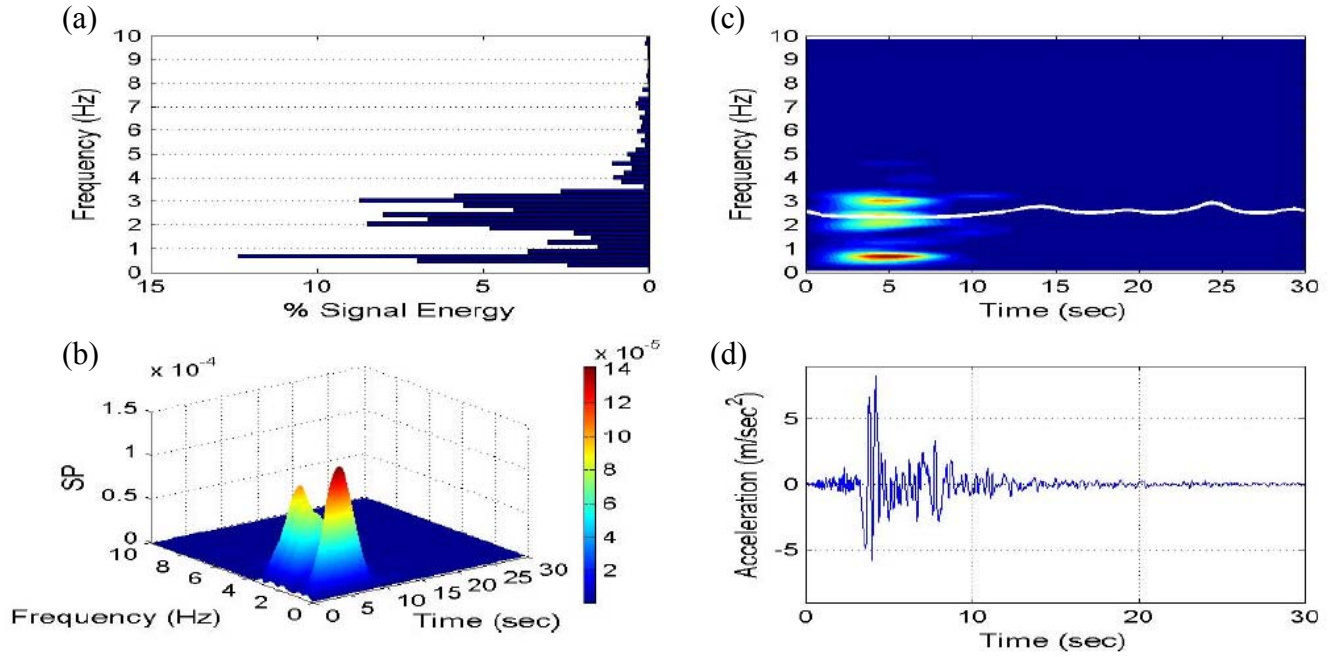 (a)
10
9
8
7
6
5
4
3
2
1
0
Frequency (Hz)
15 10 5 0
% Signal Energy
(c)
10
9
8
7
6
5
4
3
2
1
0
Frequency (Hz)
0 5 10 15 20 25 30
Time (sec)
(b)
x 10^-4
1.5
1
0.5
0
SP
10 8 6 4 2 0
Frequency (Hz)
0 5 10 15 20 25 30
Time (sec)
x 10^-5
14
12
10
8
6
4
2
(d)
5
0
-5
Acceleration (m/sec^2)
0 10 20 30
Time (sec)